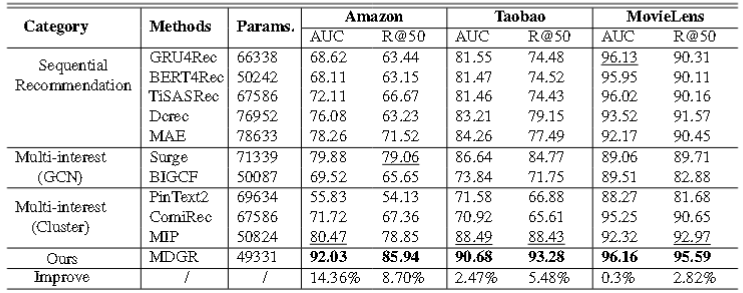 Category Methods Params. Amazon Taobao MovieLens
AUC R@50 AUC R@50 AUC R@50
Sequential Recommendation GRU4Rec 66338 68.62 63.44 81.55 74.48 96.13 90.31
BERT4Rec 50242 68.11 63.15 81.47 74.52 95.95 90.11
TiSASRec 67586 72.11 66.67 81.46 74.43 96.02 90.16
Dcrec 76952 76.08 63.23 83.21 79.15 93.52 91.57
MAE 78633 78.26 71.52 84.26 77.49 92.17 90.45
Multi-interest (GCN) Surge 71339 79.88 79.06 86.64 84.77 89.06 89.71
BIGCF 50087 69.52 65.65 73.84 71.75 89.51 82.88
Multi-interest (Cluster) PinText2 69634 55.83 54.13 71.58 66.88 88.27 81.68
ComiRec 67586 71.72 67.36 70.92 65.61 95.25 90.65
MIP 50824 80.47 78.85 88.49 88.43 92.32 92.97
Ours MDGR 49331 92.03 85.94 90.68 93.28 96.16 95.59
Improve / / 14.36% 8.70% 2.47% 5.48% 0.3% 2.82%